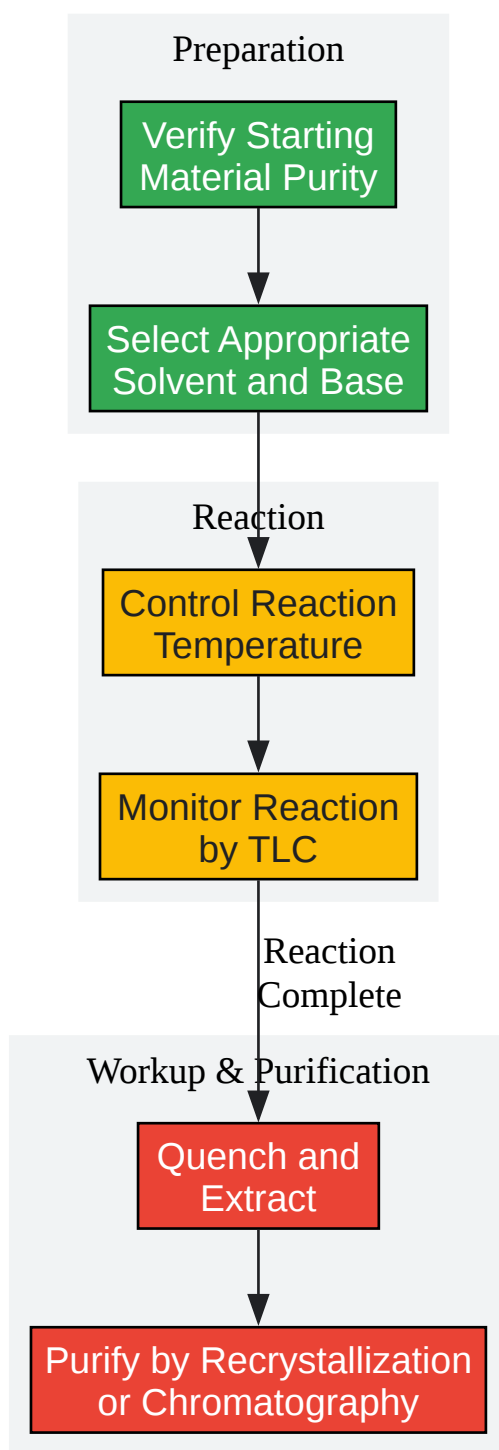 Preparation
Verify Starting
Material Purity
Select Appropriate
Solvent and Base
Reaction
Control Reaction
Temperature
Monitor Reaction
by TLC
Reaction
Complete
Workup & Purification
Quench and
Extract
Purify by Recrystallization
or Chromatography